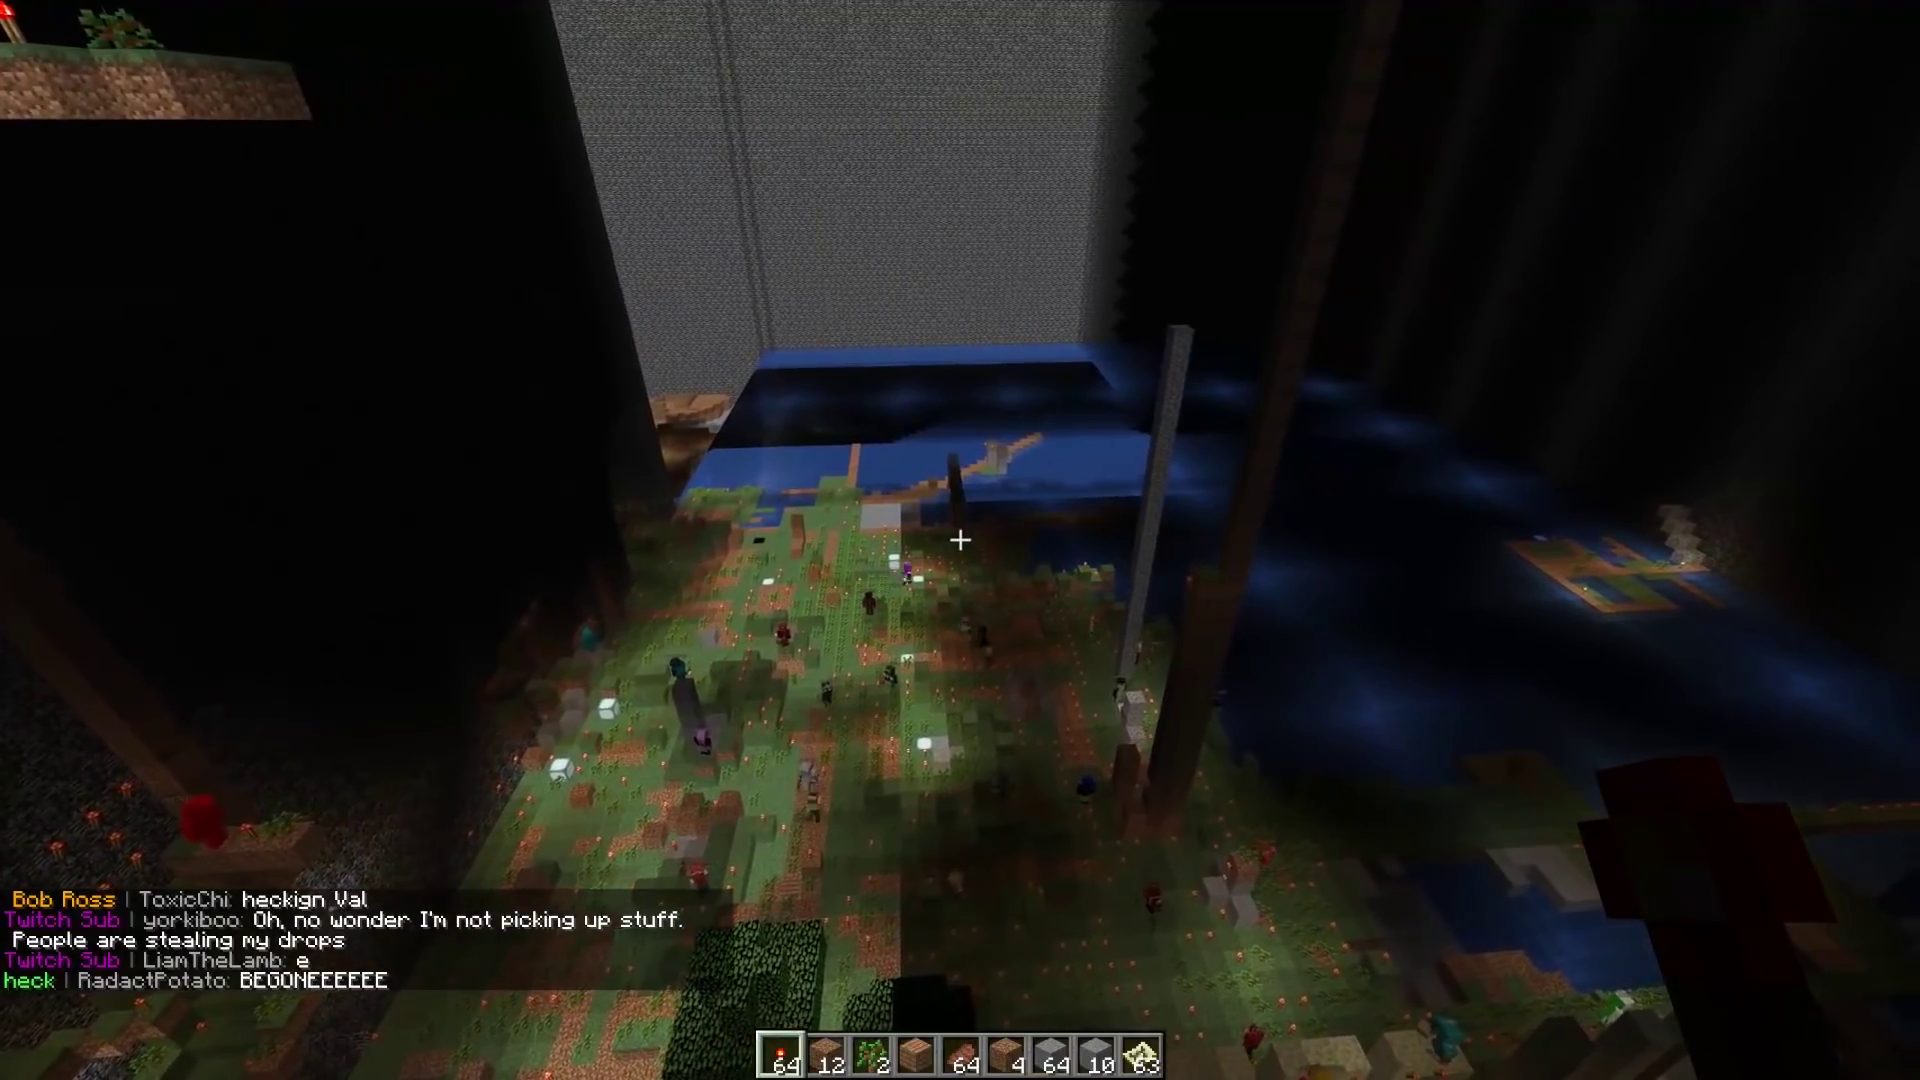 Bob Ross | ToxicChi: heckign Val
Twitch Sub | yorkiboo: Oh, no wonder I'm not picking up stuff.
People are stealing my drops
Twitch Sub | LiamTheLamb: e
heck | RadactPotato: BEGONEEEEEE
64 12 2 64 4 64 10 63